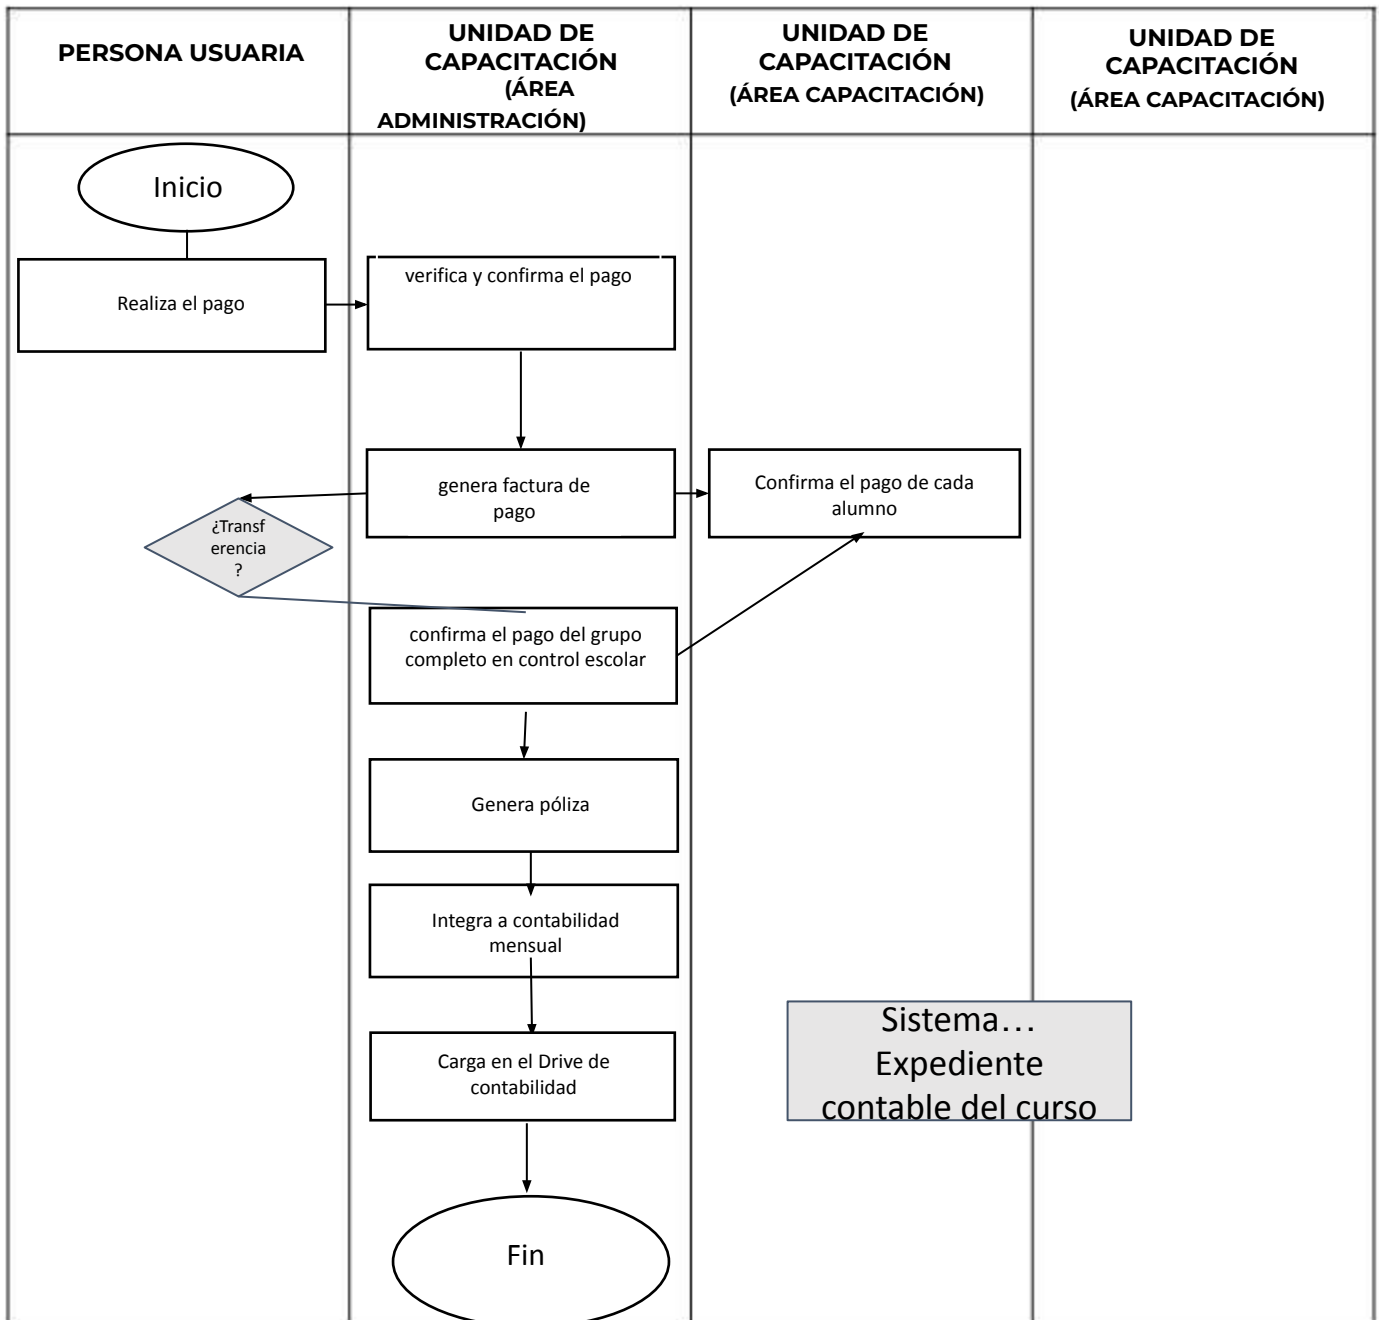 PERSONA USUARIA
UNIDAD DE
CAPACITACIÓN
(ÁREA
ADMINISTRACIÓN)
UNIDAD DE
CAPACITACIÓN
(ÁREA CAPACITACIÓN)
UNIDAD DE
CAPACITACIÓN
(ÁREA CAPACITACIÓN)
Inicio
Realiza el pago
verifica y confirma el pago
genera factura de
pago
Confirma el pago de cada
alumno
¿Transf
erencia
?
confirma el pago del grupo
completo en control escolar
Genera póliza
Integra a contabilidad
mensual
Carga en el Drive de
contabilidad
Sistema…
Expediente
contable del curso
Fin